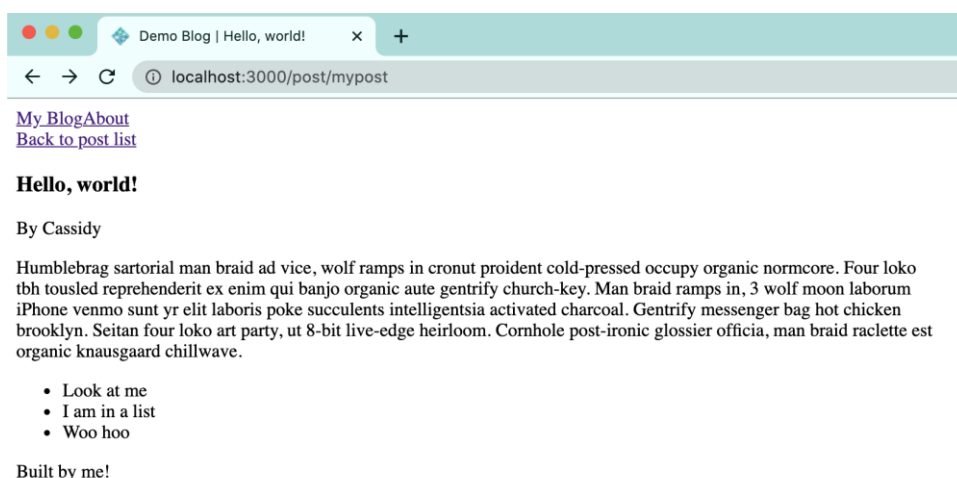 Demo Blog | Hello, world!
localhost:3000/post/mypost
My BlogAbout
Back to post list
Hello, world!
By Cassidy
Humblebrag sartorial man braid ad vice, wolf ramps in cronut proident cold-pressed occupy organic normcore. Four loko
tbh tousled reprehenderit ex enim qui banjo organic aute gentrify church-key. Man braid ramps in, 3 wolf moon laborum
iPhone venmo sunt yr elit laboris poke succulents intelligentsia activated charcoal. Gentrify messenger bag hot chicken
brooklyn. Seitan four loko art party, ut 8-bit live-edge heirloom. Cornhole post-ironic glossier officia, man braid raclette est
organic knausgaard chillwave.
• Look at me
• I am in a list
• Woo hoo
Built by me!